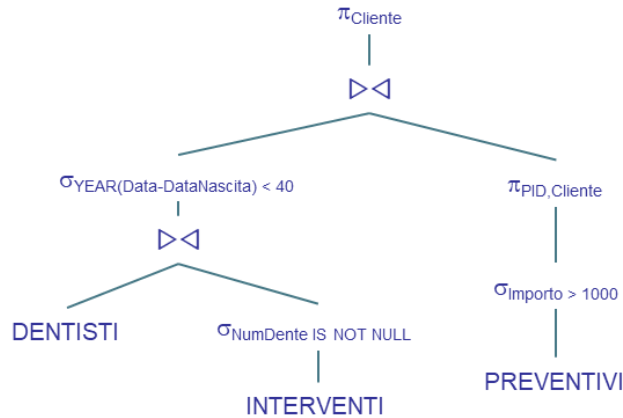 πCliente
▷◁
σYEAR(Data-DataNascita) < 40
πPID,Cliente
▷◁
σImporto > 1000
DENTISTI
σNumDente IS NOT NULL
PREVENTIVI
INTERVENTI